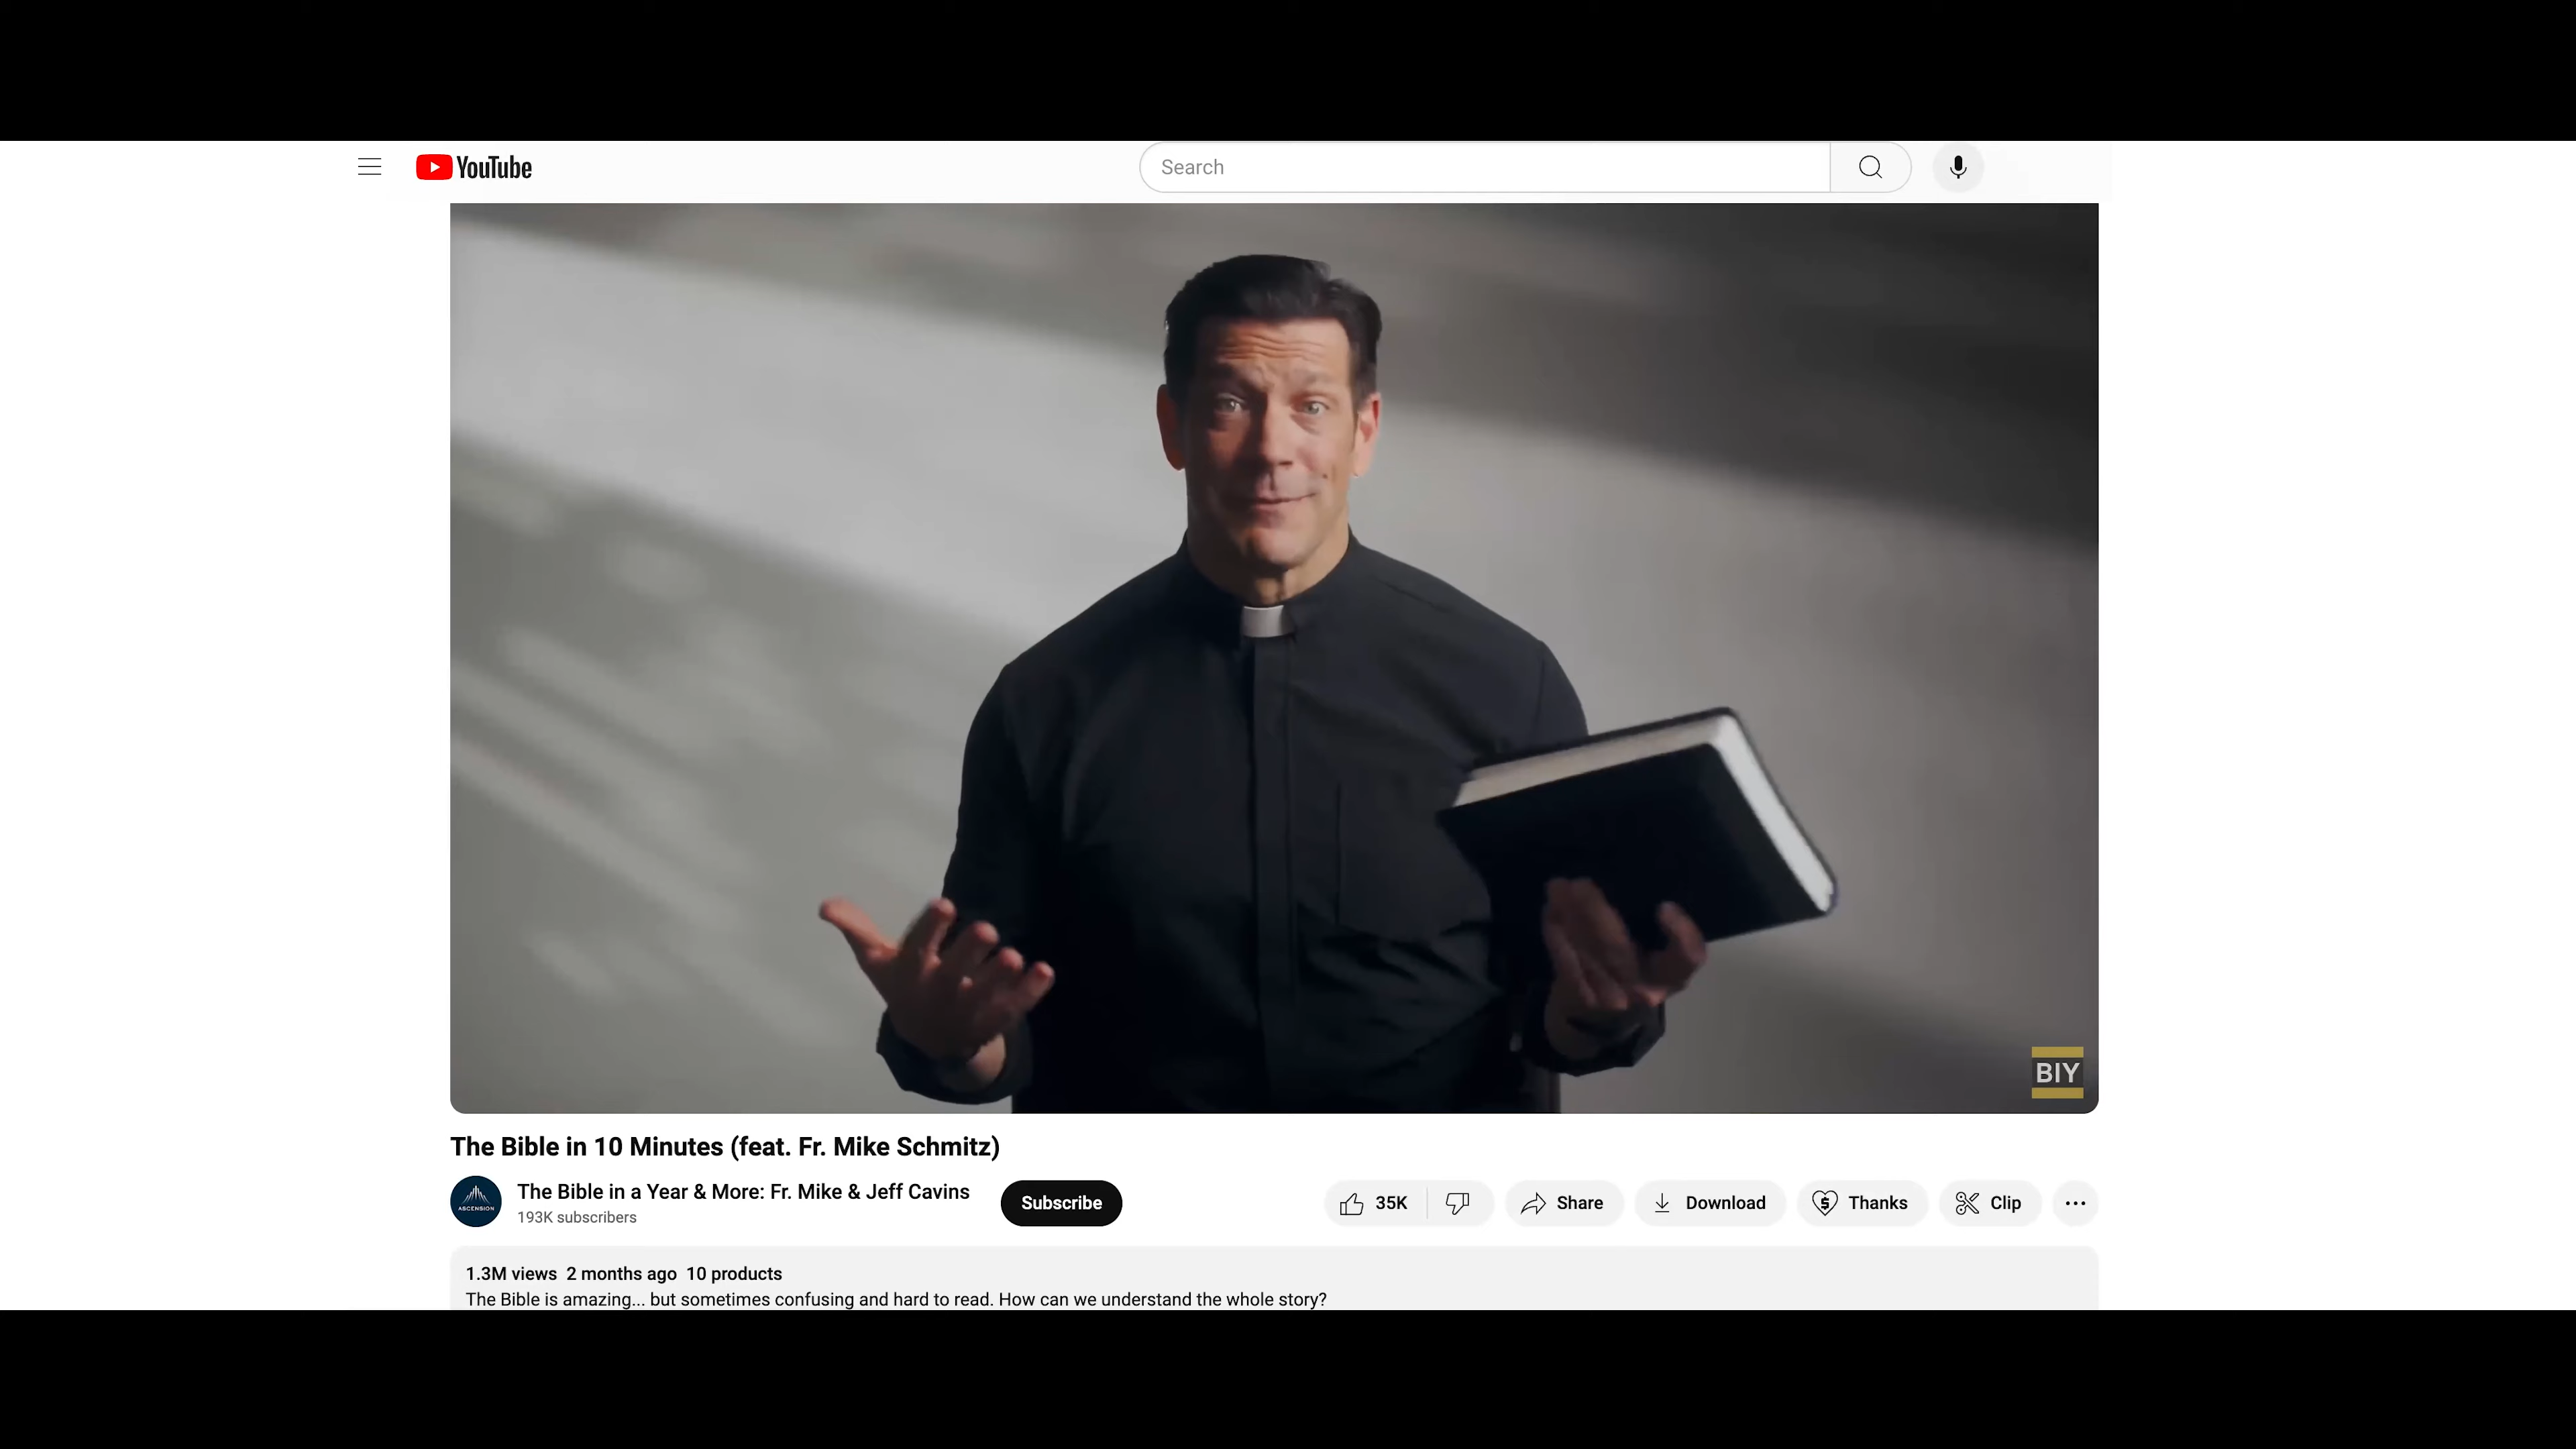 YouTube
Search
BIY
The Bible in 10 Minutes (feat. Fr. Mike Schmitz)
ASCENSION
The Bible in a Year & More: Fr. Mike & Jeff Cavins
193K subscribers
Subscribe
35K
Share
Download
Thanks
Clip
1.3M views 2 months ago 10 products
The Bible is amazing... but sometimes confusing and hard to read. How can we understand the whole story?